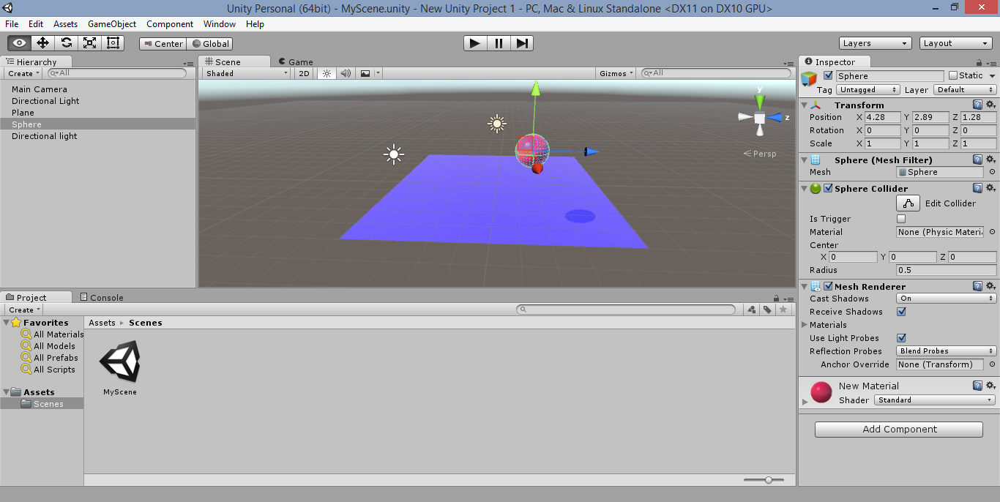 Unity Personal (64bit) - MyScene.unity - New Unity Project 1 - PC, Mac & Linux Standalone <DX11 on DX10 GPU>
File Edit Assets GameObject Component Window Help
Center Global Layers Layout
Hierarchy
Create All
Main Camera
Directional Light
Plane
Sphere
Directional light
Scene Game
Shaded 2D Gizmos All
y
z
Persp
Inspector
Sphere Static
Tag Untagged Layer Default
Transform
Position X 4.28 Y 2.89 Z 1.28
Rotation X 0 Y 0 Z 0
Scale X 1 Y 1 Z 1
Sphere (Mesh Filter)
Mesh Sphere
Sphere Collider
Edit Collider
Is Trigger
Material None (Physic Materi
Center
X 0 Y 0 Z 0
Radius 0.5
Mesh Renderer
Cast Shadows On
Receive Shadows
Materials
Use Light Probes
Reflection Probes Blend Probes
Anchor Override None (Transform)
New Material
Shader Standard
Add Component
Project Console
Create
Favorites
All Materials
All Models
All Prefabs
All Scripts
Assets
Scenes
Assets Scenes
MyScene